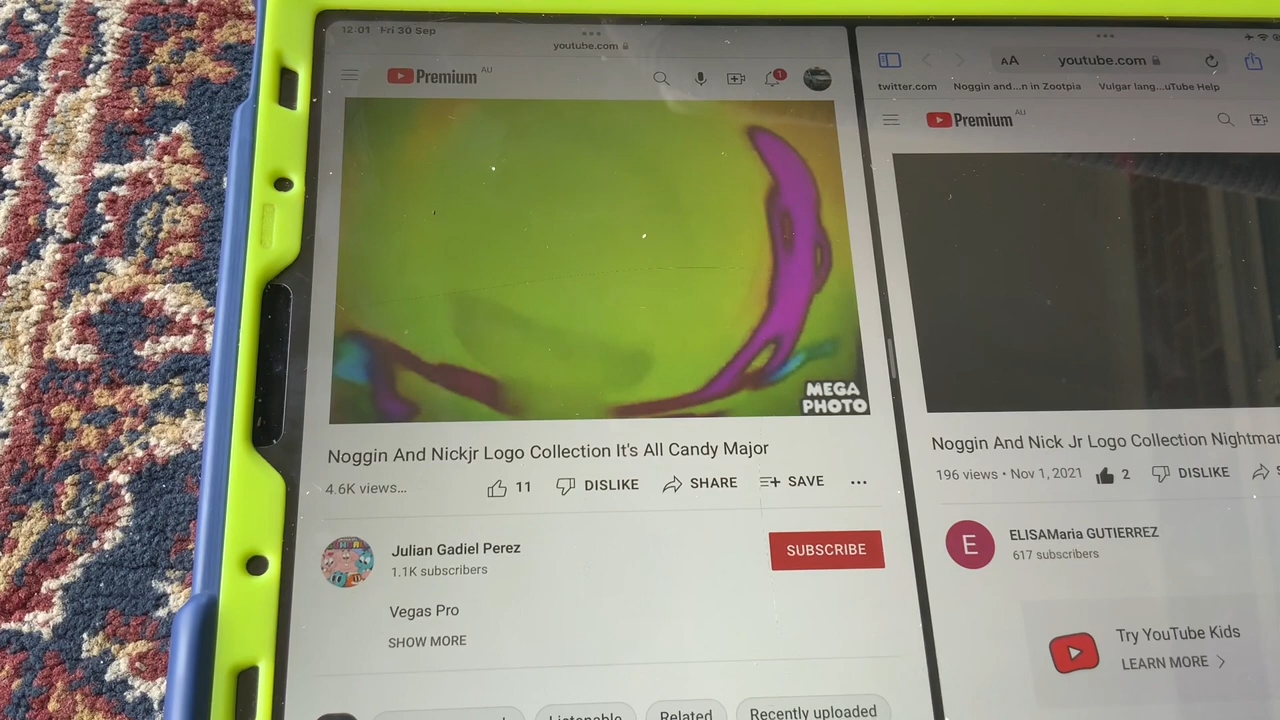 12:01 Fri 30 Sep
youtube.com
Premium AU
1
MEGA
PHOTO
Noggin And Nickjr Logo Collection It's All Candy Major
4.6K views...
11 DISLIKE SHARE SAVE
Julian Gadiel Perez
1.1K subscribers
SUBSCRIBE
Vegas Pro
SHOW MORE
Listenable
Related
Recently uploaded
AA youtube.com
twitter.com Noggin and...n in Zootpia Vulgar lang...uTube Help
Premium AU
Noggin And Nick Jr Logo Collection
196 views • Nov 1, 2021 2 DISLIKE
E
ELISAMaria GUTIERREZ
617 subscribers
Try YouTube Kids
LEARN MORE